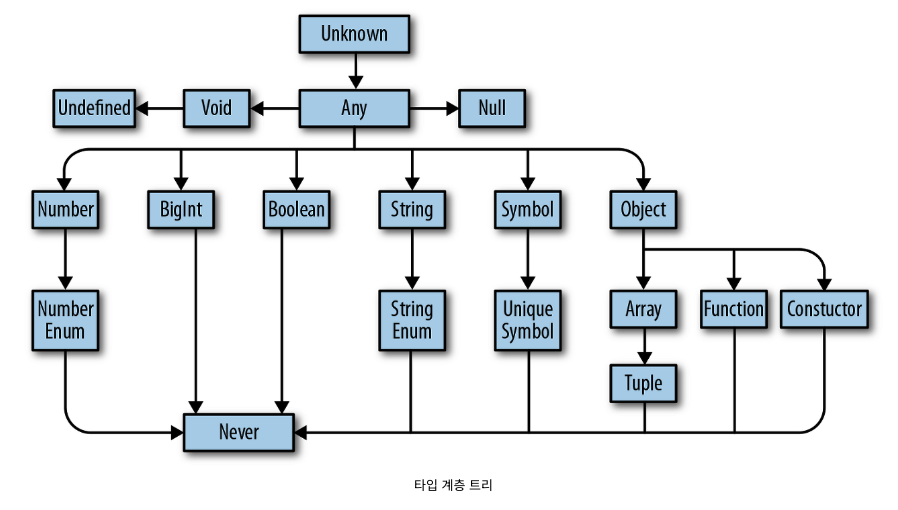 Unknown
Undefined
Void
Any
Null
Number
BigInt
Boolean
String
Symbol
Object
Number
Enum
String
Enum
Unique
Symbol
Array
Function
Constuctor
Tuple
Never
타입 계층 트리